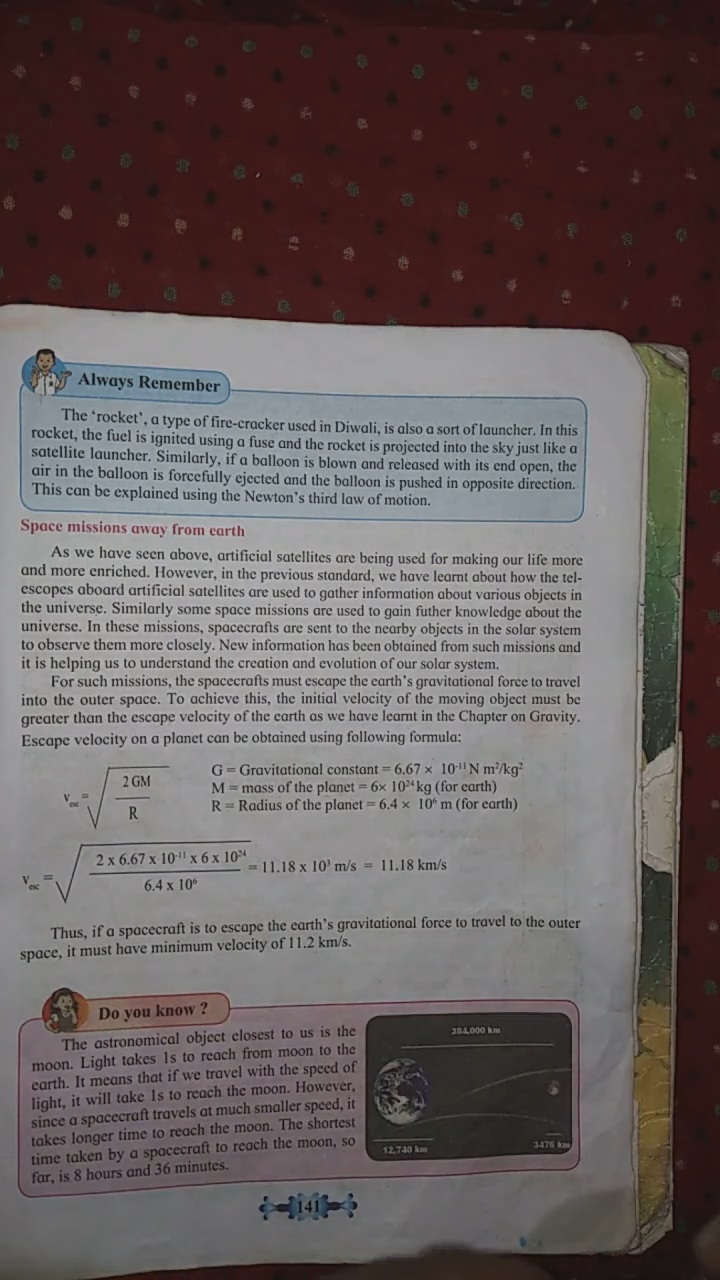 Always Remember
The ‘rocket’, a type of fire-cracker used in Diwali, is also a sort of launcher. In this
rocket, the fuel is ignited using a fuse and the rocket is projected into the sky just like a
satellite launcher. Similarly, if a balloon is blown and released with its end open, the
air in the balloon is forcefully ejected and the balloon is pushed in opposite direction.
This can be explained using the Newton’s third law of motion.
Space missions away from earth
As we have seen above, artificial satellites are being used for making our life more
and more enriched. However, in the previous standard, we have learnt about how the tel-
escopes aboard artificial satellites are used to gather information about various objects in
the universe. Similarly some space missions are used to gain futher knowledge about the
universe. In these missions, spacecrafts are sent to the nearby objects in the solar system
to observe them more closely. New information has been obtained from such missions and
it is helping us to understand the creation and evolution of our solar system.
For such missions, the spacecrafts must escape the earth’s gravitational force to travel
into the outer space. To achieve this, the initial velocity of the moving object must be
greater than the escape velocity of the earth as we have learnt in the Chapter on Gravity.
Escape velocity on a planet can be obtained using following formula:
v_esc = √(2 GM / R)
G = Gravitational constant = 6.67 × 10⁻¹¹ N m²/kg²
M = mass of the planet = 6× 10²⁴ kg (for earth)
R = Radius of the planet = 6.4 × 10⁶ m (for earth)
v_esc = √(2 x 6.67 x 10⁻¹¹ x 6 x 10²⁴ / 6.4 x 10⁶) = 11.18 x 10³ m/s = 11.18 km/s
Thus, if a spacecraft is to escape the earth’s gravitational force to travel to the outer
space, it must have minimum velocity of 11.2 km/s.
Do you know ?
The astronomical object closest to us is the
moon. Light takes 1s to reach from moon to the
earth. It means that if we travel with the speed of
light, it will take 1s to reach the moon. However,
since a spacecraft travels at much smaller speed, it
takes longer time to reach the moon. The shortest
time taken by a spacecraft to reach the moon, so
far, is 8 hours and 36 minutes.
384,000 km
12,740 km
3476 km
141